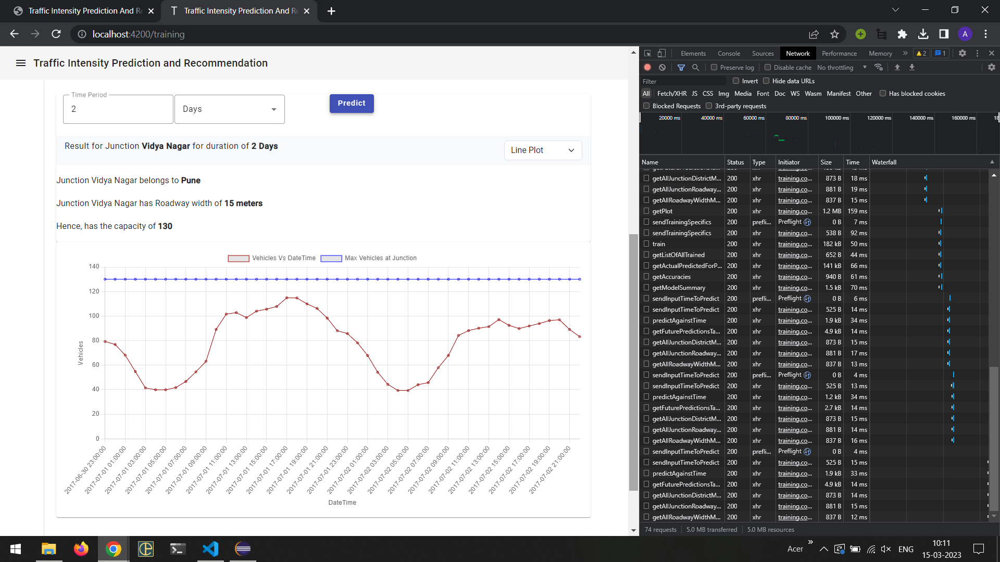 Traffic Intensity Prediction And Re
Traffic Intensity Prediction And Re
localhost:4200/training
A
Traffic Intensity Prediction and Recommendation
Time Period
2
Days
Predict
Result for Junction Vidya Nagar for duration of 2 Days
Line Plot
Junction Vidya Nagar belongs to Pune
Junction Vidya Nagar has Roadway width of 15 meters
Hence, has the capacity of 130
Vehicles Vs DateTime Max Vehicles at Junction
140
120
100
80
60
40
20
0
Vehicles
2017-06-30 23:00:00
2017-07-01 01:00:00
2017-07-01 03:00:00
2017-07-01 05:00:00
2017-07-01 07:00:00
2017-07-01 09:00:00
2017-07-01 11:00:00
2017-07-01 13:00:00
2017-07-01 15:00:00
2017-07-01 17:00:00
2017-07-01 19:00:00
2017-07-01 21:00:00
2017-07-01 23:00:00
2017-07-02 01:00:00
2017-07-02 03:00:00
2017-07-02 05:00:00
2017-07-02 07:00:00
2017-07-02 09:00:00
2017-07-02 11:00:00
2017-07-02 13:00:00
2017-07-02 15:00:00
2017-07-02 17:00:00
2017-07-02 19:00:00
2017-07-02 21:00:00
DateTime
Elements Console Sources Network Performance Memory 2 1
Preserve log Disable cache No throttling
Filter Invert Hide data URLs
All Fetch/XHR JS CSS Img Media Font Doc WS Wasm Manifest Other Has blocked cookies
Blocked Requests 3rd-party requests
20000 ms 40000 ms 60000 ms 80000 ms 100000 ms 120000 ms 140000 ms 160000 ms 18
Name Status Type Initiator Size Time Waterfall
getAllJunctionDistrictM... 200 xhr training.co... 873 B 18 ms
getAllJunctionRoadway... 200 xhr training.co... 881 B 19 ms
getAllRoadwayWidthM... 200 xhr training.co... 837 B 15 ms
getPlot 200 xhr training.co... 1.2 MB 159 ms
sendTrainingSpecifics 200 prefli... Preflight 0 B 7 ms
sendTrainingSpecifics 200 xhr training.co... 538 B 92 ms
train 200 xhr training.co... 182 kB 50 ms
getListOfAllTrained 200 xhr training.co... 652 B 44 ms
getActualPredictedForP... 200 xhr training.co... 141 kB 66 ms
getAccuracies 200 xhr training.co... 940 B 61 ms
getModelSummary 200 xhr training.co... 1.5 kB 70 ms
sendInputTimeToPredict 200 prefli... Preflight 0 B 6 ms
sendInputTimeToPredict 200 xhr training.co... 525 B 14 ms
predictAgainstTime 200 xhr training.co... 1.9 kB 34 ms
getFuturePredictionsTa... 200 xhr training.co... 4.9 kB 14 ms
getAllJunctionDistrictM... 200 xhr training.co... 873 B 15 ms
getAllJunctionRoadway... 200 xhr training.co... 881 B 17 ms
getAllRoadwayWidthM... 200 xhr training.co... 837 B 13 ms
sendInputTimeToPredict 200 prefli... Preflight 0 B 4 ms
sendInputTimeToPredict 200 xhr training.co... 525 B 13 ms
predictAgainstTime 200 xhr training.co... 1.2 kB 34 ms
getFuturePredictionsTa... 200 xhr training.co... 2.7 kB 14 ms
getAllJunctionDistrictM... 200 xhr training.co... 873 B 15 ms
getAllJunctionRoadway... 200 xhr training.co... 881 B 14 ms
getAllRoadwayWidthM... 200 xhr training.co... 837 B 16 ms
sendInputTimeToPredict 200 prefli... Preflight 0 B 4 ms
sendInputTimeToPredict 200 xhr training.co... 525 B 15 ms
predictAgainstTime 200 xhr training.co... 1.9 kB 33 ms
getFuturePredictionsTa... 200 xhr training.co... 4.9 kB 14 ms
getAllJunctionDistrictM... 200 xhr training.co... 873 B 14 ms
getAllJunctionRoadway... 200 xhr training.co... 881 B 15 ms
getAllRoadwayWidthM... 200 xhr training.co... 837 B 12 ms
74 requests 5.0 MB transferred 5.0 MB resources
Acer ENG 10:11
15-03-2023